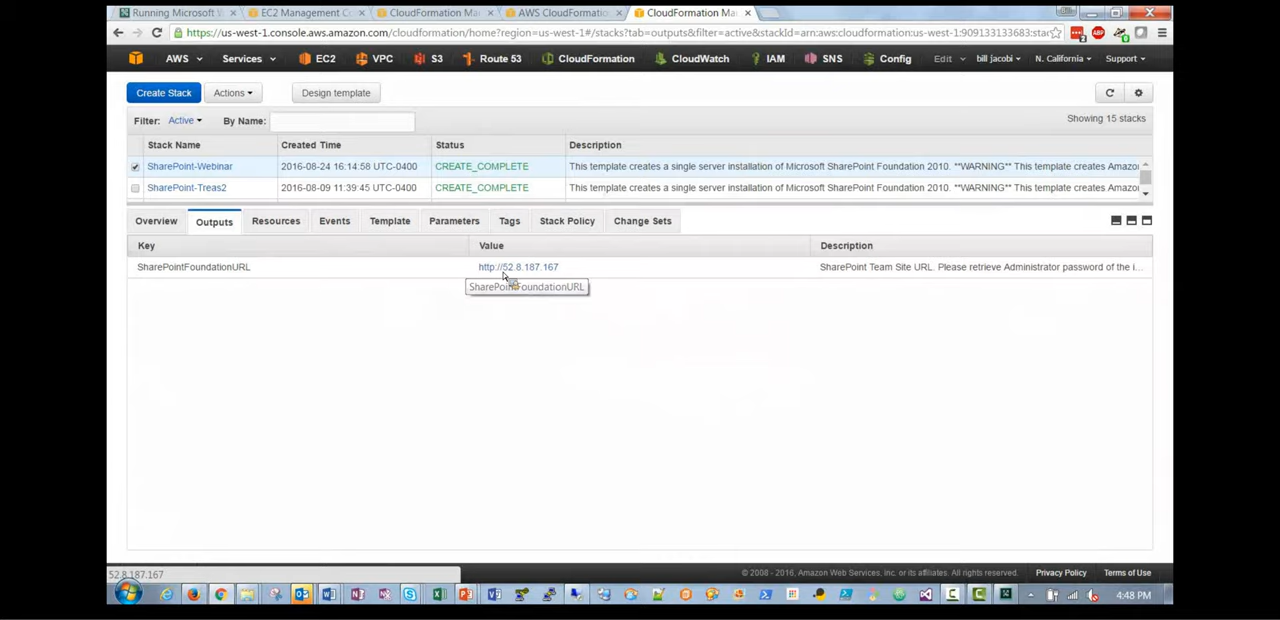 Running Microsoft
EC2 Management Co
CloudFormation Ma
AWS CloudFormation
CloudFormation Ma
https://us-west-1.console.aws.amazon.com/cloudformation/home?region=us-west-1#/stacks?tab=outputs&filter=active&stackId=arn:aws:cloudformation:us-west-1:909133133683:stac
AWS Services EC2 VPC S3 Route 53 CloudFormation CloudWatch IAM SNS Config Edit bill jacobi N. California Support
Create Stack Actions Design template
Filter: Active By Name: Showing 15 stacks
Stack Name Created Time Status Description
SharePoint-Webinar 2016-08-24 16:14:58 UTC-0400 CREATE_COMPLETE This template creates a single server installation of Microsoft SharePoint Foundation 2010. **WARNING** This template creates Amazo
SharePoint-Treas2 2016-08-09 11:39:45 UTC-0400 CREATE_COMPLETE This template creates a single server installation of Microsoft SharePoint Foundation 2010. **WARNING** This template creates Amazo
Overview Outputs Resources Events Template Parameters Tags Stack Policy Change Sets
Key Value Description
SharePointFoundationURL http://52.8.187.167 SharePoint Team Site URL. Please retrieve Administrator password of the i...
SharePointFoundationURL
52.8.187.167
© 2008 - 2016, Amazon Web Services, Inc. or its affiliates. All rights reserved. Privacy Policy Terms of Use
4:48 PM